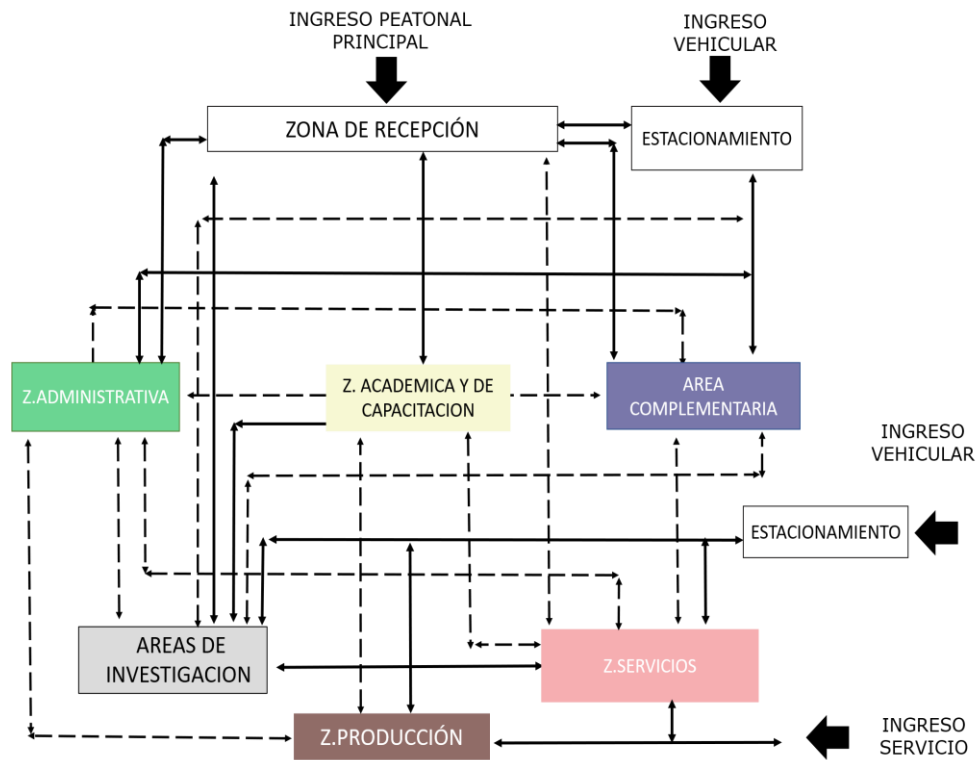 INGRESO PEATONAL
PRINCIPAL
INGRESO
VEHICULAR
ZONA DE RECEPCIÓN
ESTACIONAMIENTO
Z.ADMINISTRATIVA
Z. ACADEMICA Y DE
CAPACITACION
AREA
COMPLEMENTARIA
INGRESO
VEHICULAR
ESTACIONAMIENTO
AREAS DE
INVESTIGACION
Z.SERVICIOS
Z.PRODUCCIÓN
INGRESO
SERVICIO